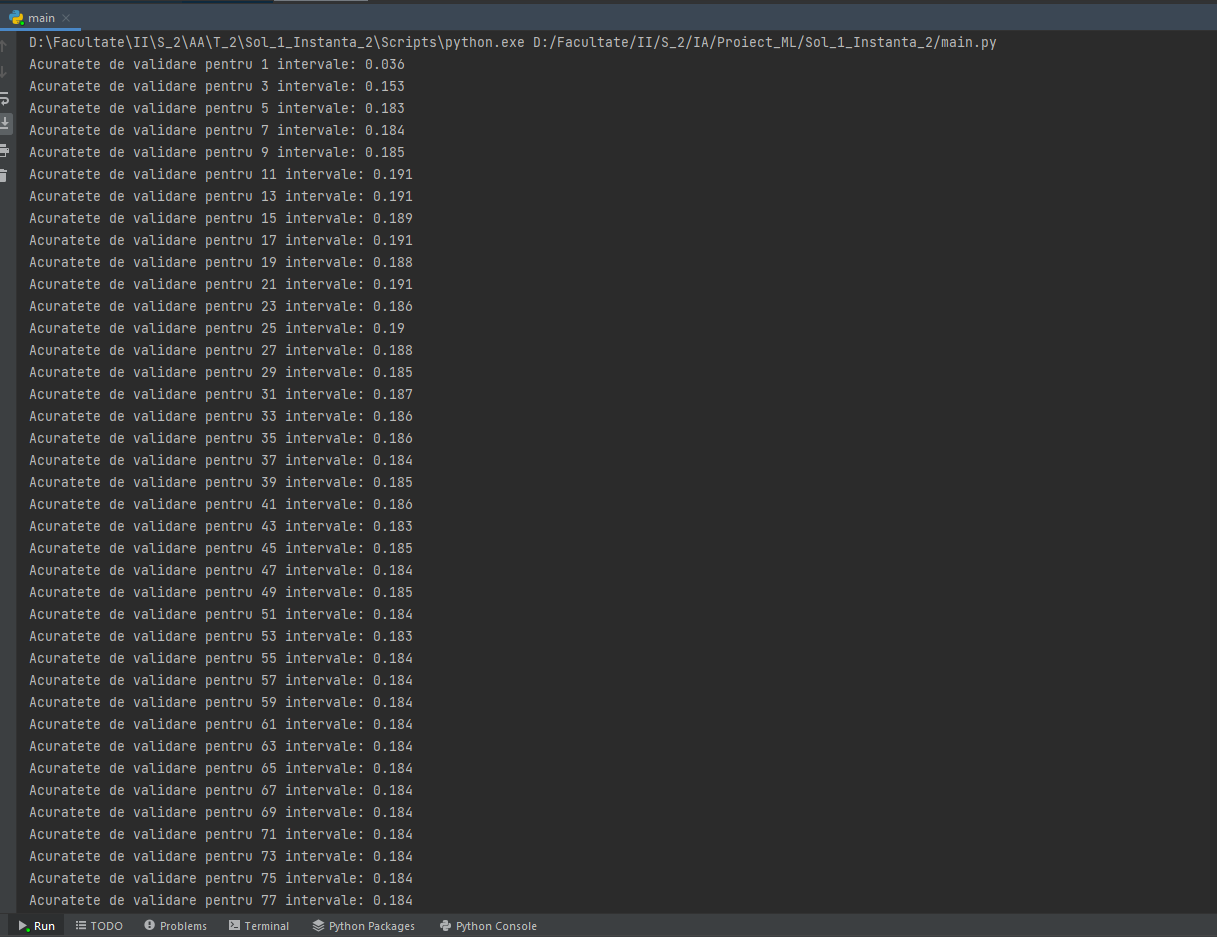 main
D:\Facultate\II\S_2\AA\T_2\Sol_1_Instanta_2\Scripts\python.exe D:/Facultate/II/S_2/IA/Proiect_ML/Sol_1_Instanta_2/main.py
Acuratete de validare pentru 1 intervale: 0.036
Acuratete de validare pentru 3 intervale: 0.153
Acuratete de validare pentru 5 intervale: 0.183
Acuratete de validare pentru 7 intervale: 0.184
Acuratete de validare pentru 9 intervale: 0.185
Acuratete de validare pentru 11 intervale: 0.191
Acuratete de validare pentru 13 intervale: 0.191
Acuratete de validare pentru 15 intervale: 0.189
Acuratete de validare pentru 17 intervale: 0.191
Acuratete de validare pentru 19 intervale: 0.188
Acuratete de validare pentru 21 intervale: 0.191
Acuratete de validare pentru 23 intervale: 0.186
Acuratete de validare pentru 25 intervale: 0.19
Acuratete de validare pentru 27 intervale: 0.188
Acuratete de validare pentru 29 intervale: 0.185
Acuratete de validare pentru 31 intervale: 0.187
Acuratete de validare pentru 33 intervale: 0.186
Acuratete de validare pentru 35 intervale: 0.186
Acuratete de validare pentru 37 intervale: 0.184
Acuratete de validare pentru 39 intervale: 0.185
Acuratete de validare pentru 41 intervale: 0.186
Acuratete de validare pentru 43 intervale: 0.183
Acuratete de validare pentru 45 intervale: 0.185
Acuratete de validare pentru 47 intervale: 0.184
Acuratete de validare pentru 49 intervale: 0.185
Acuratete de validare pentru 51 intervale: 0.184
Acuratete de validare pentru 53 intervale: 0.183
Acuratete de validare pentru 55 intervale: 0.184
Acuratete de validare pentru 57 intervale: 0.184
Acuratete de validare pentru 59 intervale: 0.184
Acuratete de validare pentru 61 intervale: 0.184
Acuratete de validare pentru 63 intervale: 0.184
Acuratete de validare pentru 65 intervale: 0.184
Acuratete de validare pentru 67 intervale: 0.184
Acuratete de validare pentru 69 intervale: 0.184
Acuratete de validare pentru 71 intervale: 0.184
Acuratete de validare pentru 73 intervale: 0.184
Acuratete de validare pentru 75 intervale: 0.184
Acuratete de validare pentru 77 intervale: 0.184
Run TODO Problems Terminal Python Packages Python Console